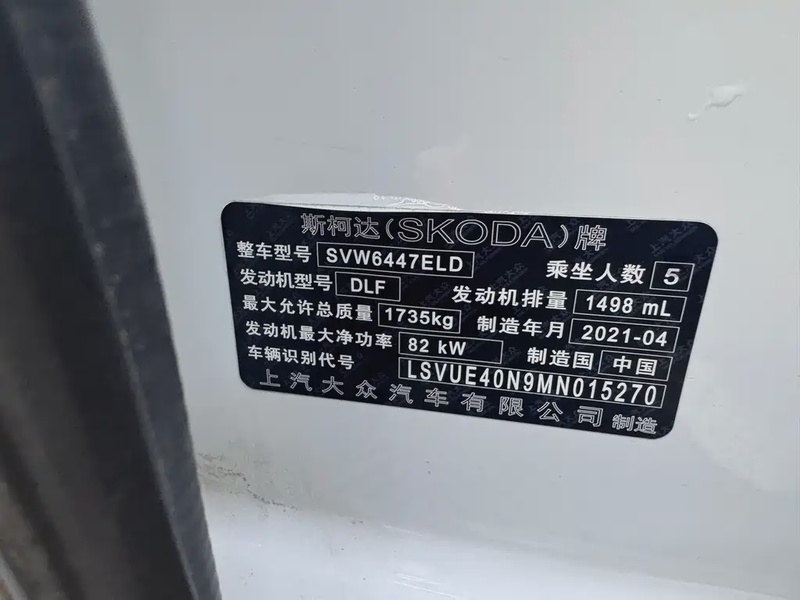 斯柯达(SKODA)牌
整车型号 SVW6447ELD 乘坐人数 5
发动机型号 DLF 发动机排量 1498 mL
最大允许总质量 1735kg 制造年月 2021-04
发动机最大净功率 82 kW 制造国 中国
车辆识别代号 LSVUE40N9MN015270
上汽大众汽车有限公司 制造